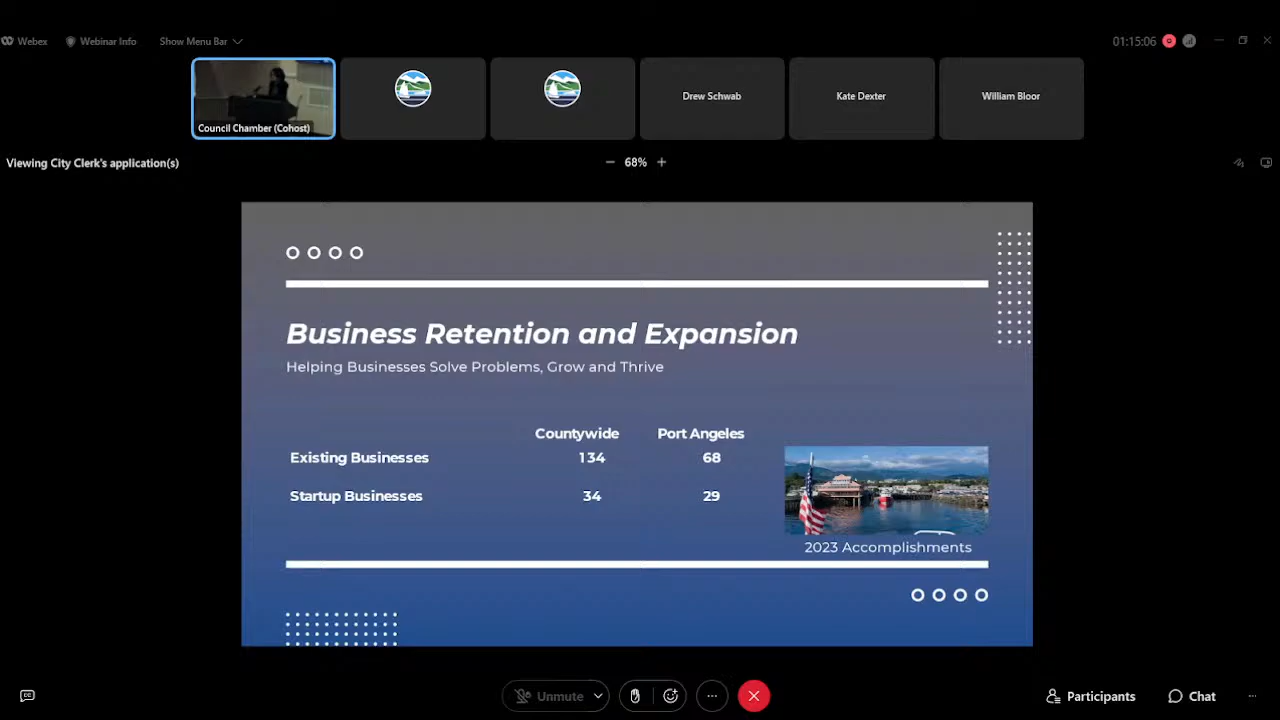 Webex Webinar Info Show Menu Bar 01:15:06
Council Chamber (Cohost)
Drew Schwab
Kate Dexter
William Bloor
Viewing City Clerk's application(s)
68%
Business Retention and Expansion
Helping Businesses Solve Problems, Grow and Thrive
Countywide Port Angeles
Existing Businesses 134 68
Startup Businesses 34 29
2023 Accomplishments
Unmute
Participants
Chat